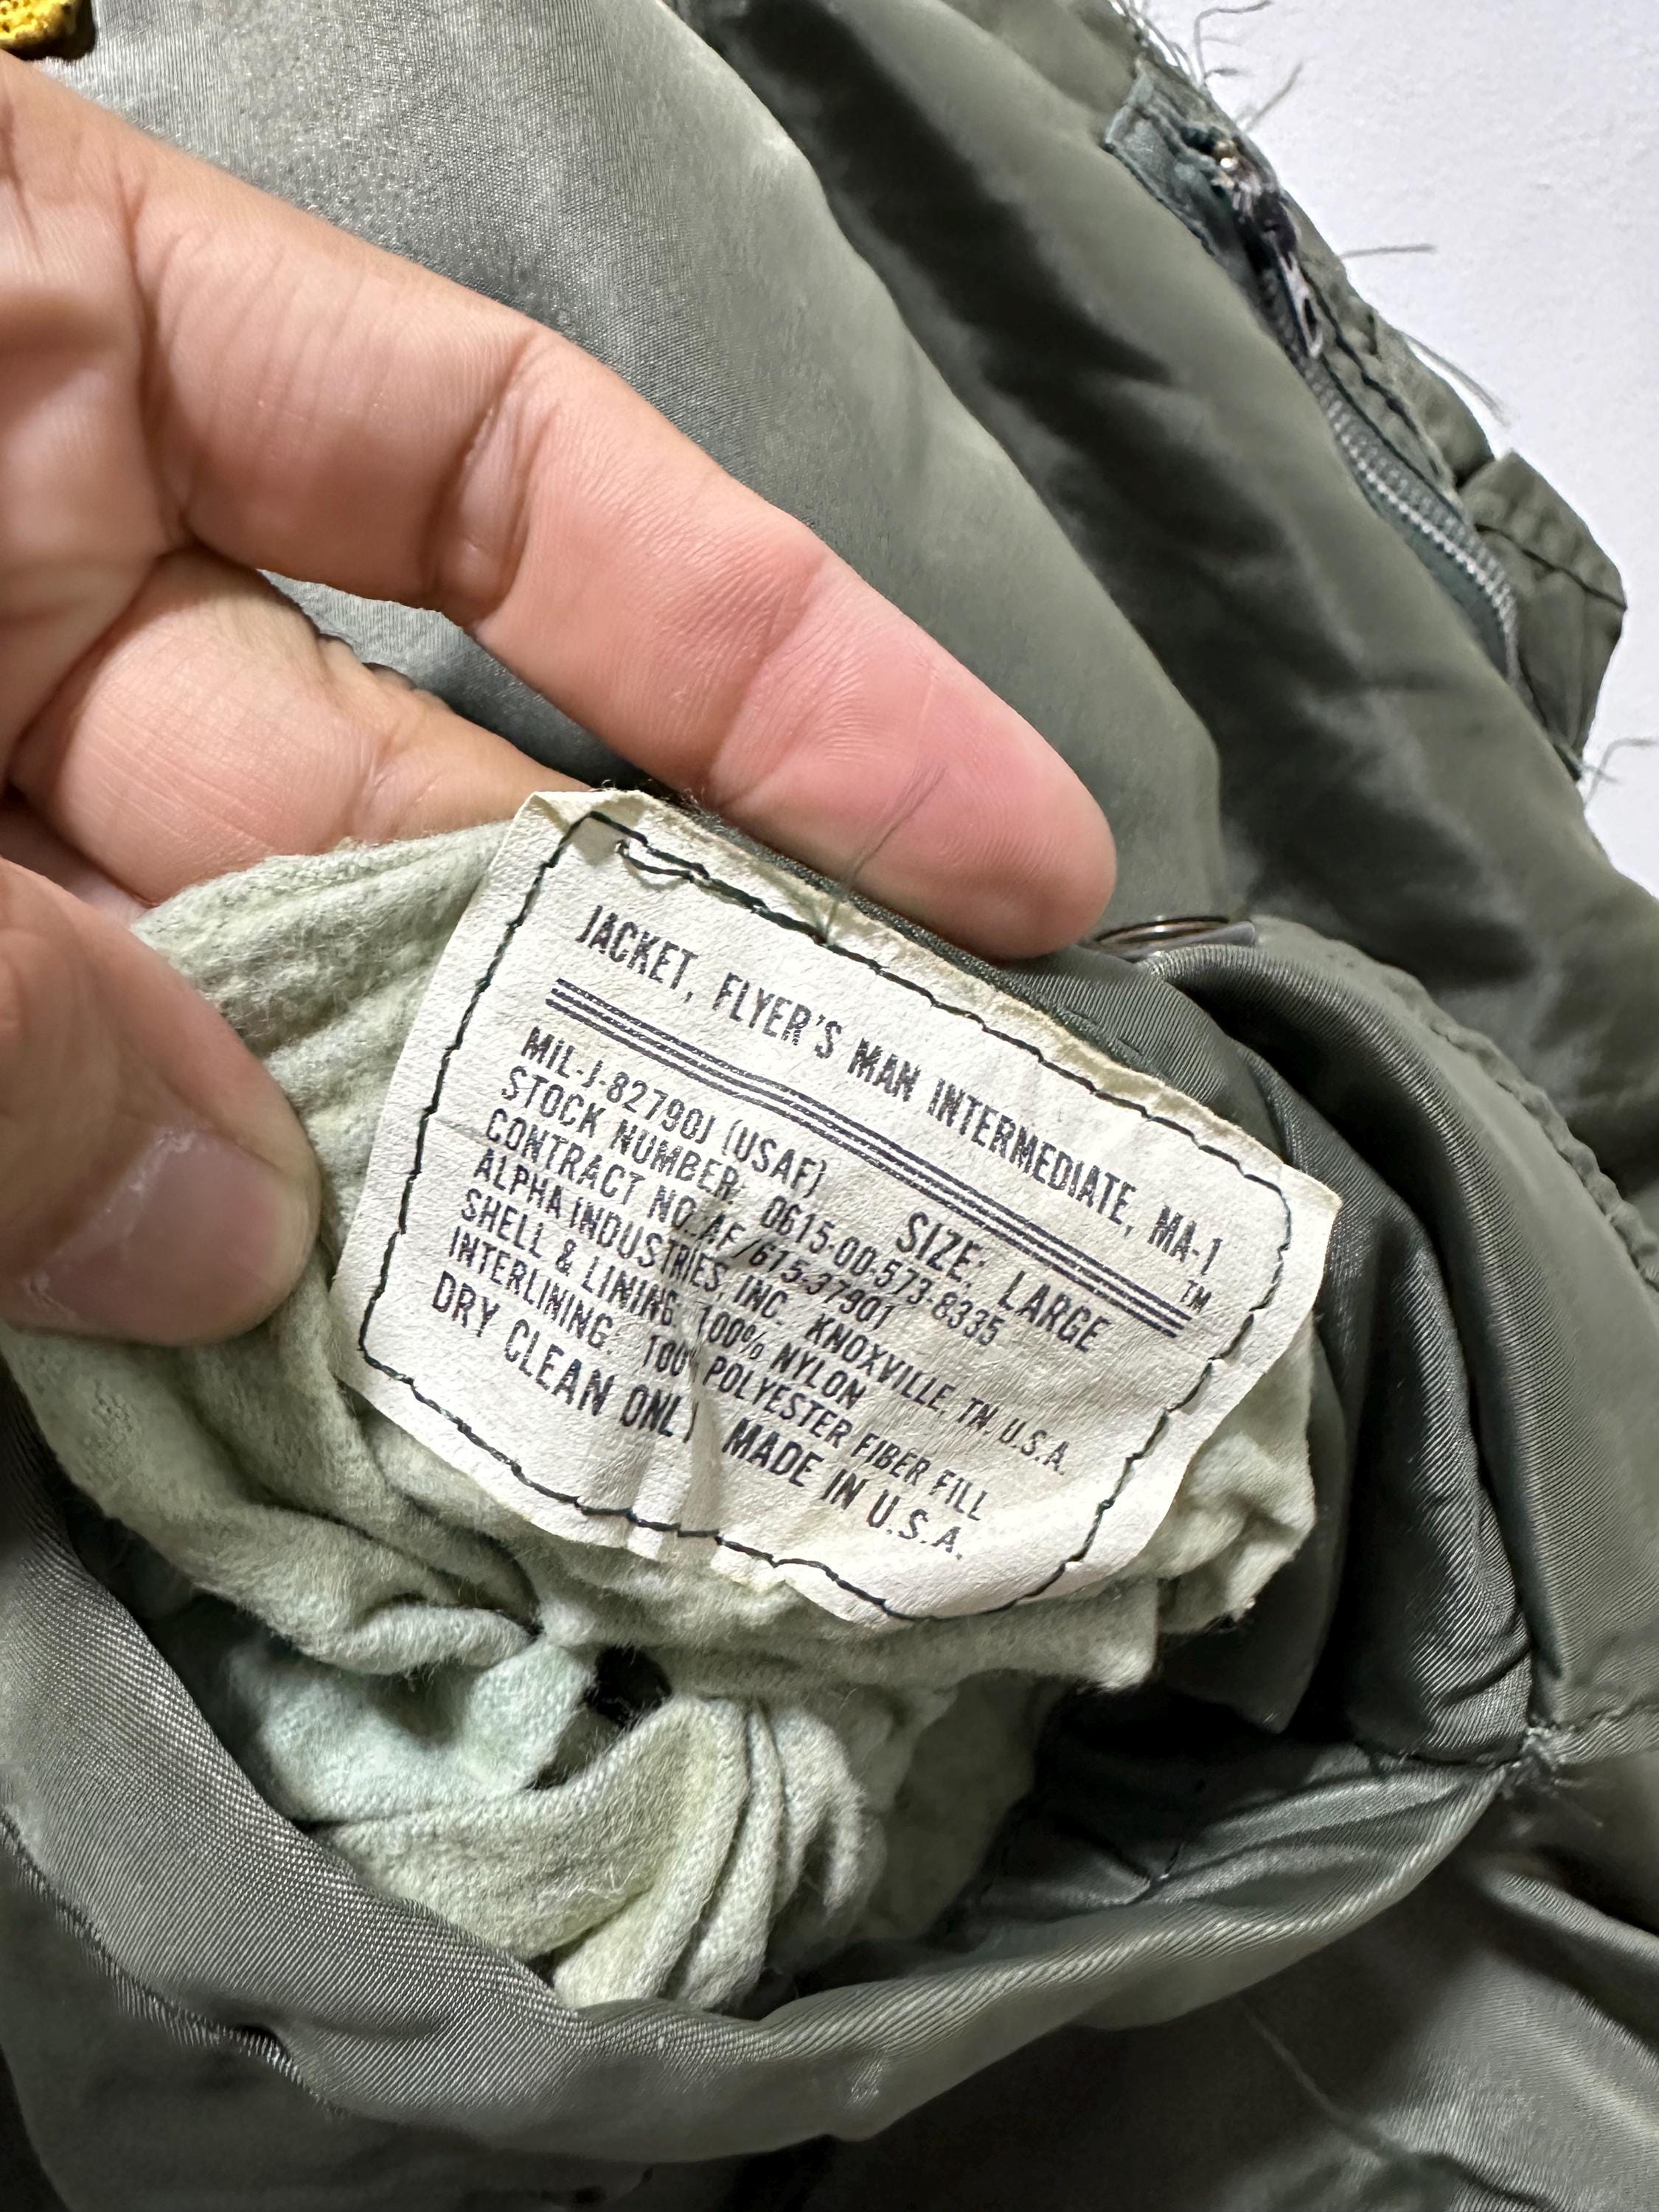 JACKET, FLYER'S MAN INTERMEDIATE, MA-1
TM
MIL-J-8279OJ (USAF) SIZE: LARGE
STOCK NUMBER: 0615-00-573-8335
CONTRACT NO. AF/615-37901
ALPHA INDUSTRIES, INC. KNOXVILLE, TN. U.S.A.
SHELL & LINING: 100% NYLON
INTERLINING: 100% POLYESTER FIBER FILL
DRY CLEAN ONLY MADE IN U.S.A.